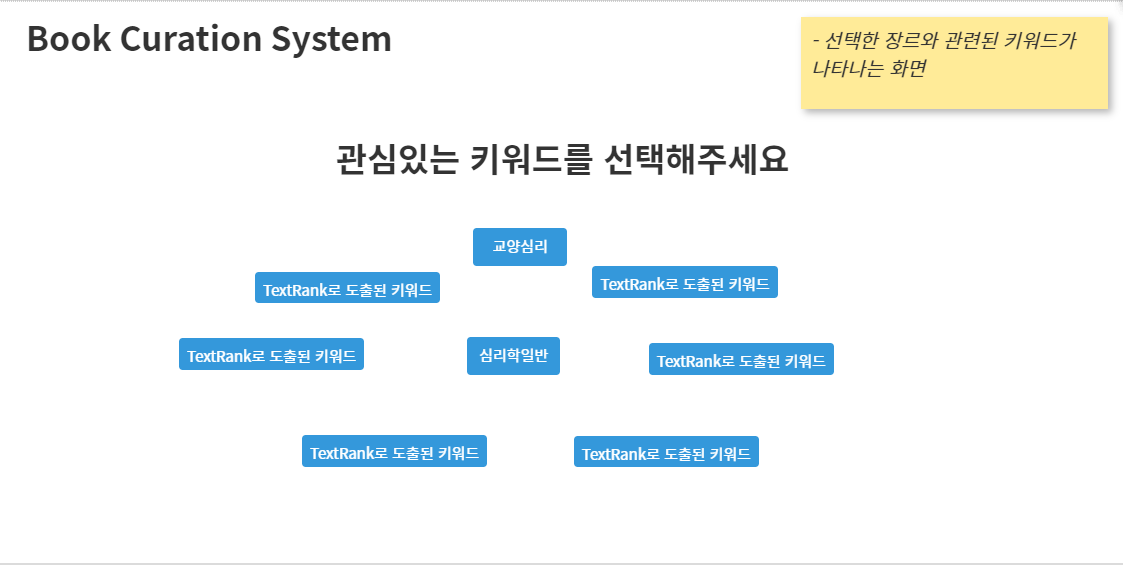 Book Curation System
- 선택한 장르와 관련된 키워드가
나타나는 화면
관심있는 키워드를 선택해주세요
교양심리
TextRank로 도출된 키워드
TextRank로 도출된 키워드
TextRank로 도출된 키워드
심리학일반
TextRank로 도출된 키워드
TextRank로 도출된 키워드
TextRank로 도출된 키워드